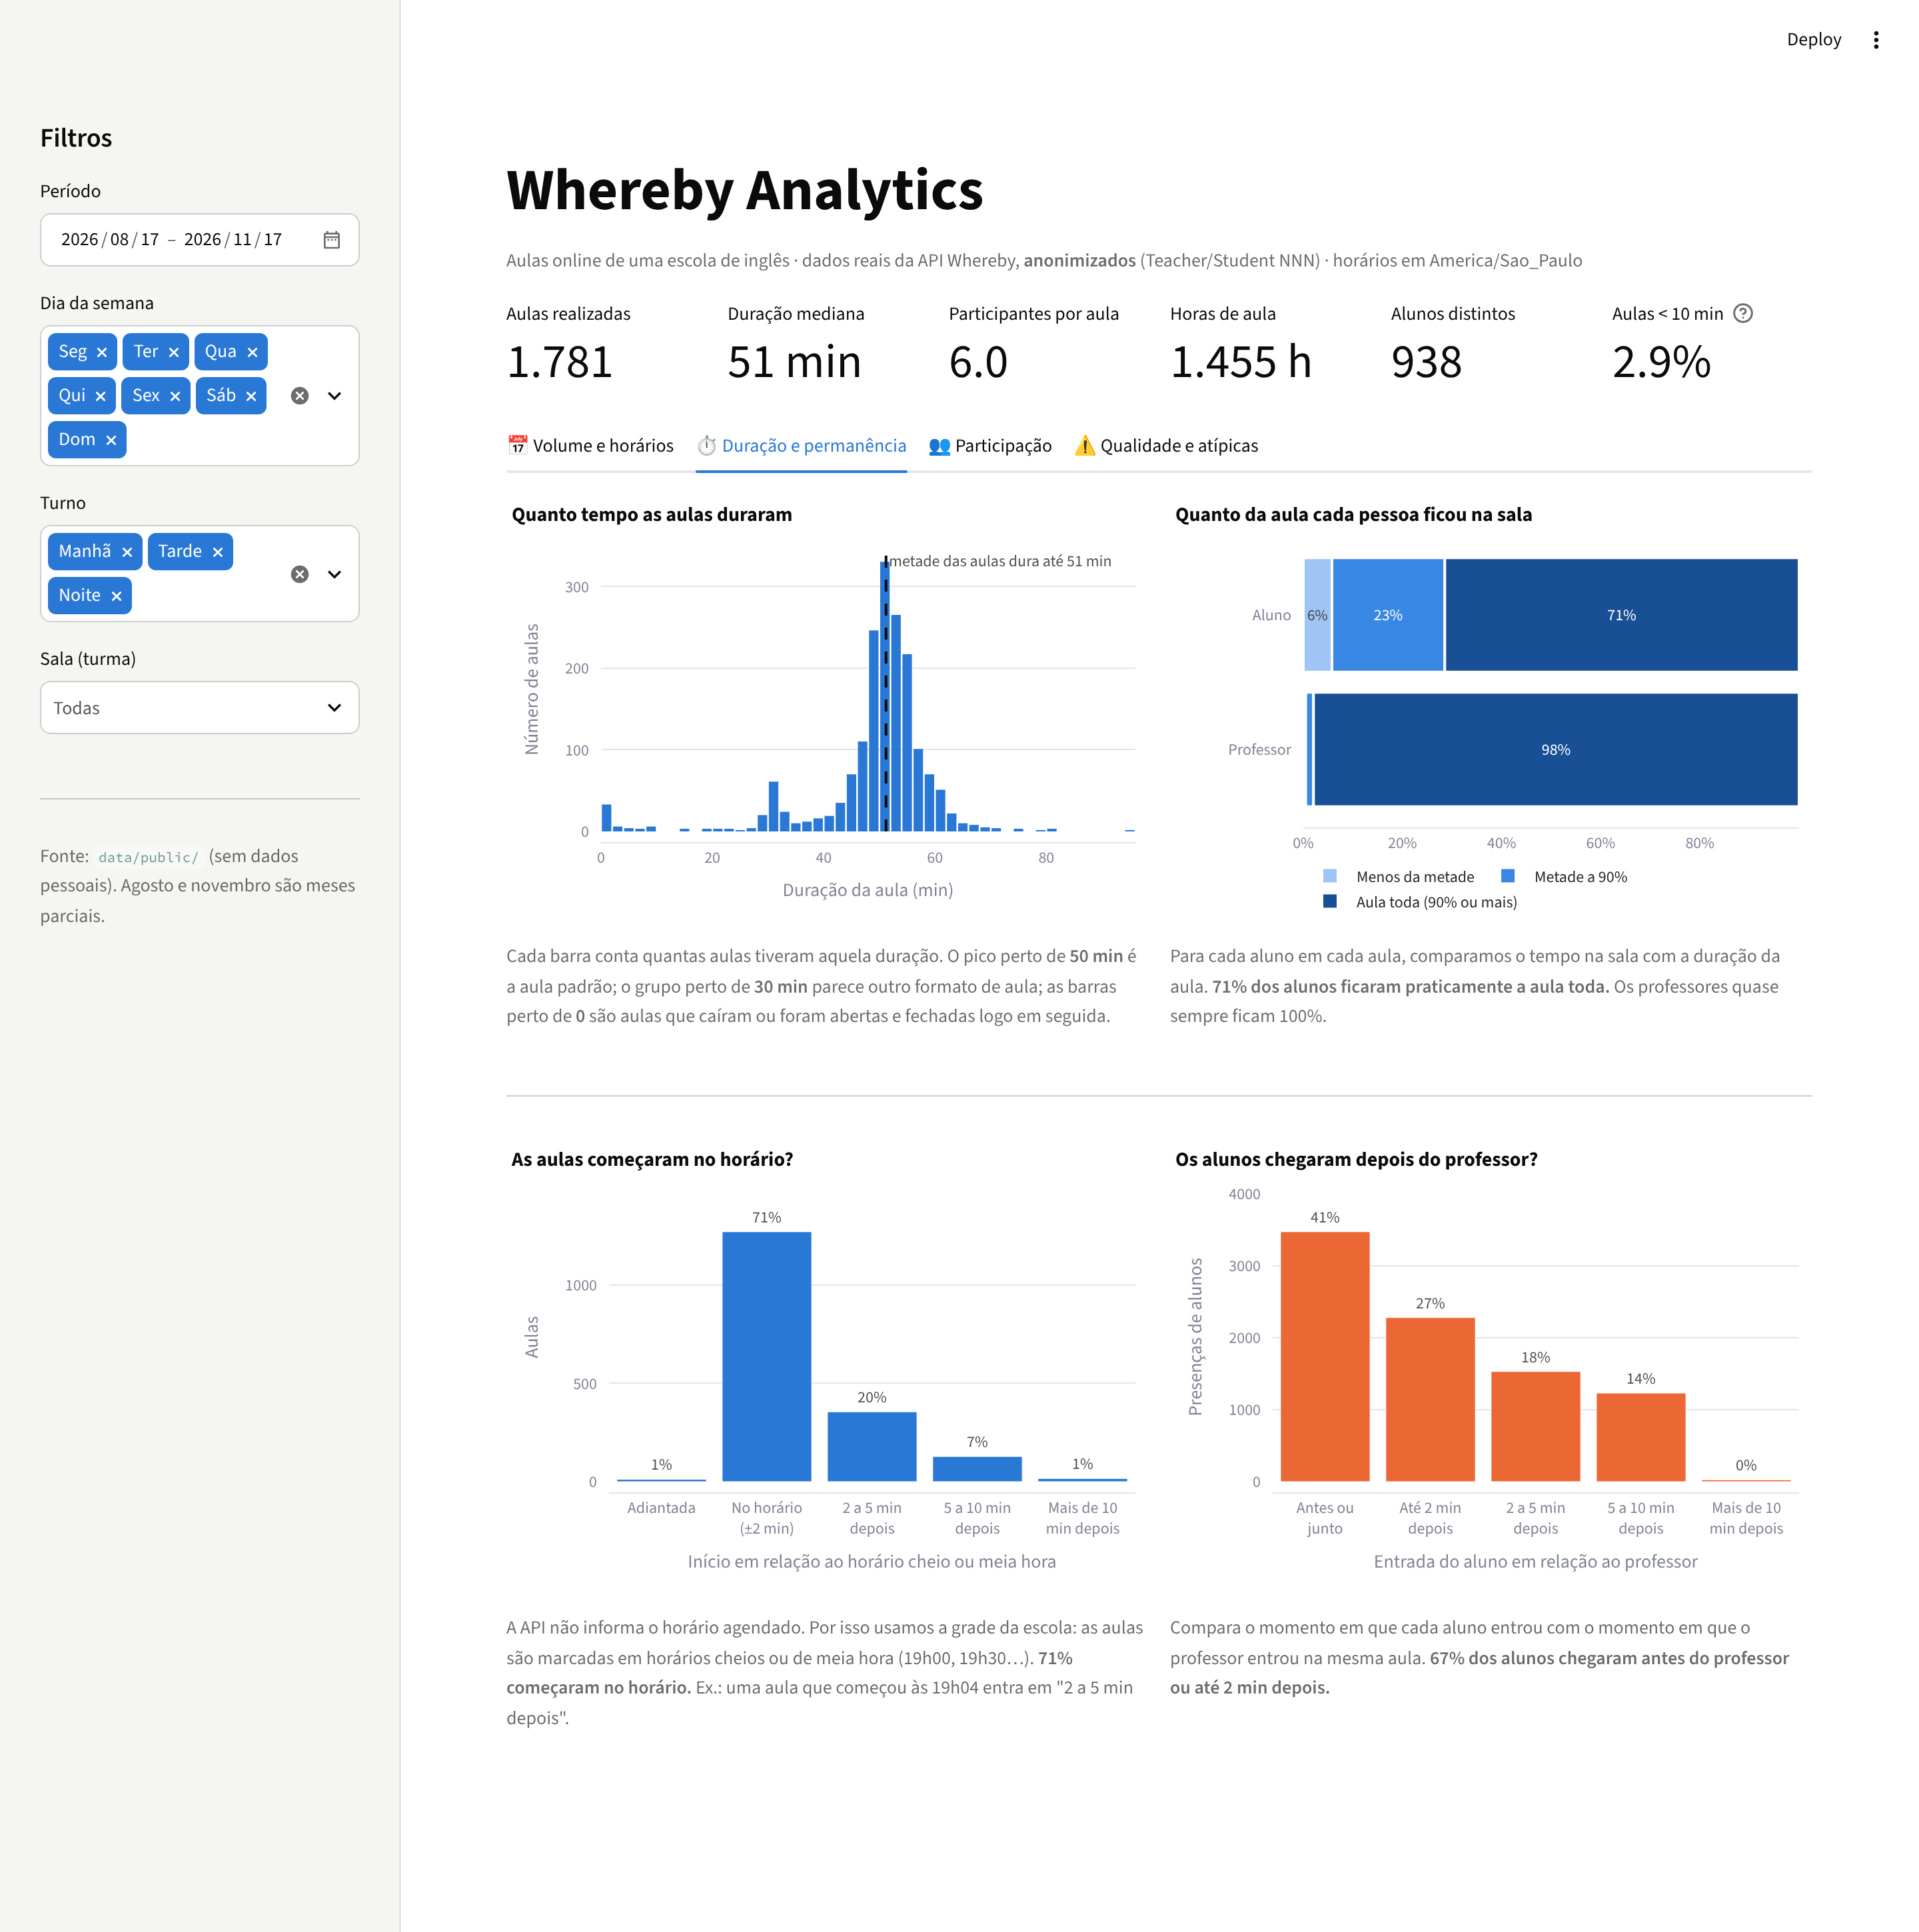 Deploy
Filtros
Período
2026 / 08 / 17 – 2026 / 11 / 17
Dia da semana
Seg Ter Qua
Qui Sex Sáb
Dom
Turno
Manhã Tarde
Noite
Sala (turma)
Todas
Fonte: data/public/ (sem dados
pessoais). Agosto e novembro são meses
parciais.
Whereby Analytics
Aulas online de uma escola de inglês · dados reais da API Whereby, anonimizados (Teacher/Student NNN) · horários em America/Sao_Paulo
Aulas realizadas
1.781
Duração mediana
51 min
Participantes por aula
6.0
Horas de aula
1.455 h
Alunos distintos
938
Aulas < 10 min
2.9%
Volume e horários
Duração e permanência
Participação
Qualidade e atípicas
Quanto tempo as aulas duraram
metade das aulas dura até 51 min
Número de aulas
300
200
100
0
0 20 40 60 80
Duração da aula (min)
Cada barra conta quantas aulas tiveram aquela duração. O pico perto de 50 min é
a aula padrão; o grupo perto de 30 min parece outro formato de aula; as barras
perto de 0 são aulas que caíram ou foram abertas e fechadas logo em seguida.
Quanto da aula cada pessoa ficou na sala
Aluno 6% 23% 71%
Professor 98%
0% 20% 40% 60% 80%
Menos da metade Metade a 90%
Aula toda (90% ou mais)
Para cada aluno em cada aula, comparamos o tempo na sala com a duração da
aula. 71% dos alunos ficaram praticamente a aula toda. Os professores quase
sempre ficam 100%.
As aulas começaram no horário?
Aulas
1000
500
0
1% 71% 20% 7% 1%
Adiantada No horário 2 a 5 min 5 a 10 min Mais de 10
(±2 min) depois depois min depois
Início em relação ao horário cheio ou meia hora
A API não informa o horário agendado. Por isso usamos a grade da escola: as aulas
são marcadas em horários cheios ou de meia hora (19h00, 19h30…). 71%
começaram no horário. Ex.: uma aula que começou às 19h04 entra em "2 a 5 min
depois".
Os alunos chegaram depois do professor?
Presenças de alunos
4000
3000
2000
1000
0
41% 27% 18% 14% 0%
Antes ou Até 2 min 2 a 5 min 5 a 10 min Mais de 10
junto depois depois depois min depois
Entrada do aluno em relação ao professor
Compara o momento em que cada aluno entrou com o momento em que o
professor entrou na mesma aula. 67% dos alunos chegaram antes do professor
ou até 2 min depois.